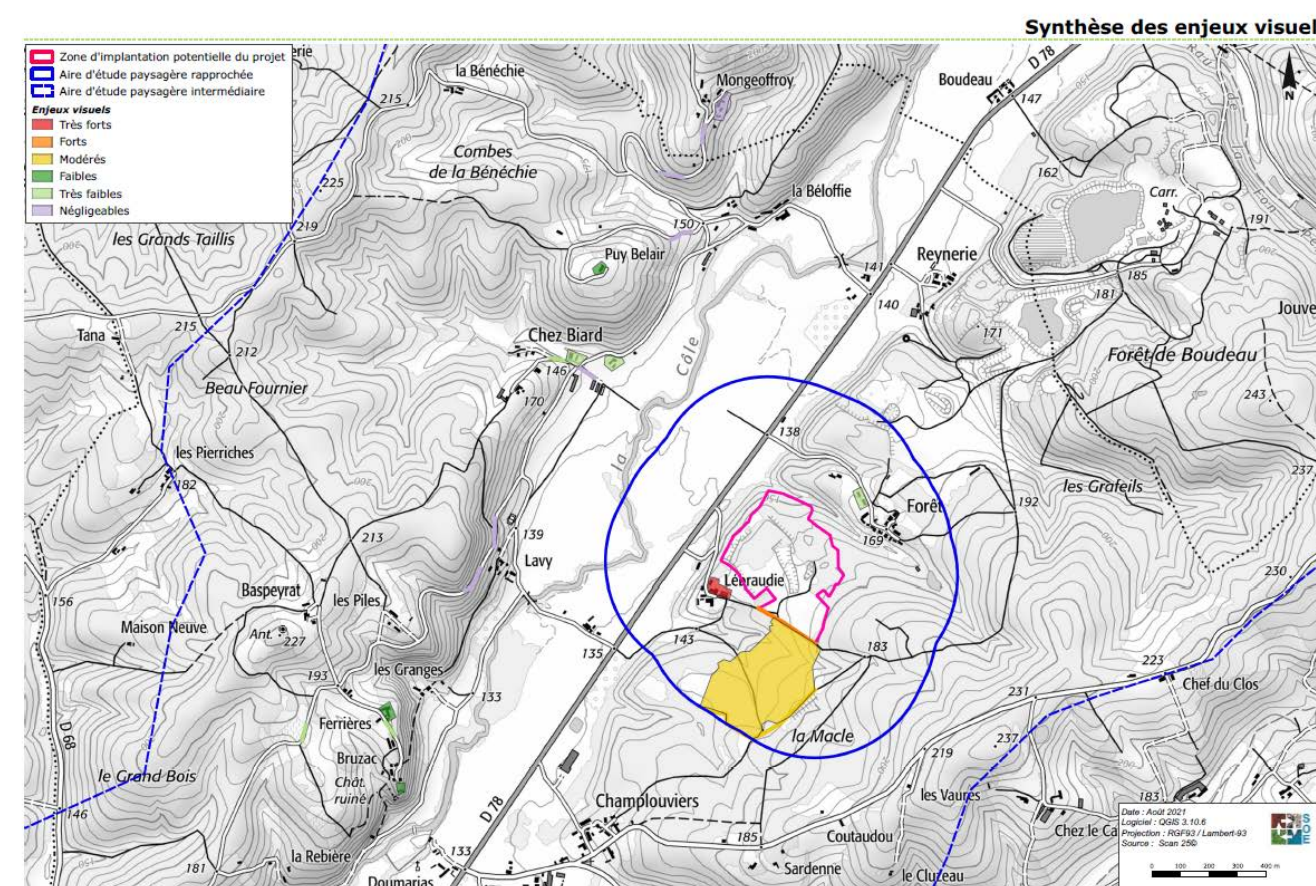 Synthèse des enjeux visuel
Zone d'implantation potentielle du projet
Aire d'étude paysagère rapprochée
Aire d'étude paysagère intermédiaire
Enjeux visuels
Très forts
Forts
Modérés
Faibles
Très faibles
Négligeables
erie
la Bénéchie
215
Mongeoffroy
Boudeau
D 78
147
N
Combes
de la Bénéchie
162
Carr.
225
219
les Grands Taillis
la Béloffie
150
191
Puy Belair
Reynerie
141
185
181
140
Jouve
Tana
215
212
Chez Biard
146
171
Forêt de Boudeau
Beau Fournier
la Côle
170
243
138
les Pierriches
182
237
les Grafeils
192
Forêt
169
213
139
Lavy
Lébraudie
230
Baspeyrat
les Piles
156
Maison Neuve
Ant.
227
143
135
183
les Granges
193
133
223
Chef du Clos
231
Ferrières
D 68
la Macle
237
219
Bruzac
Chât.
ruiné
le Grand Bois
146
Champlouviers
D 78
les Vaures
183
Chez le Ca
185
Coutaudou
la Rebière
133
181
Doumarias
Sardenne
le Cluzeau
Date : Août 2021
Logiciel : QGIS 3.10.6
Projection : RGF93 / Lambert-93
Source : Scan 25©
SOE
0 100 200 300 400 m